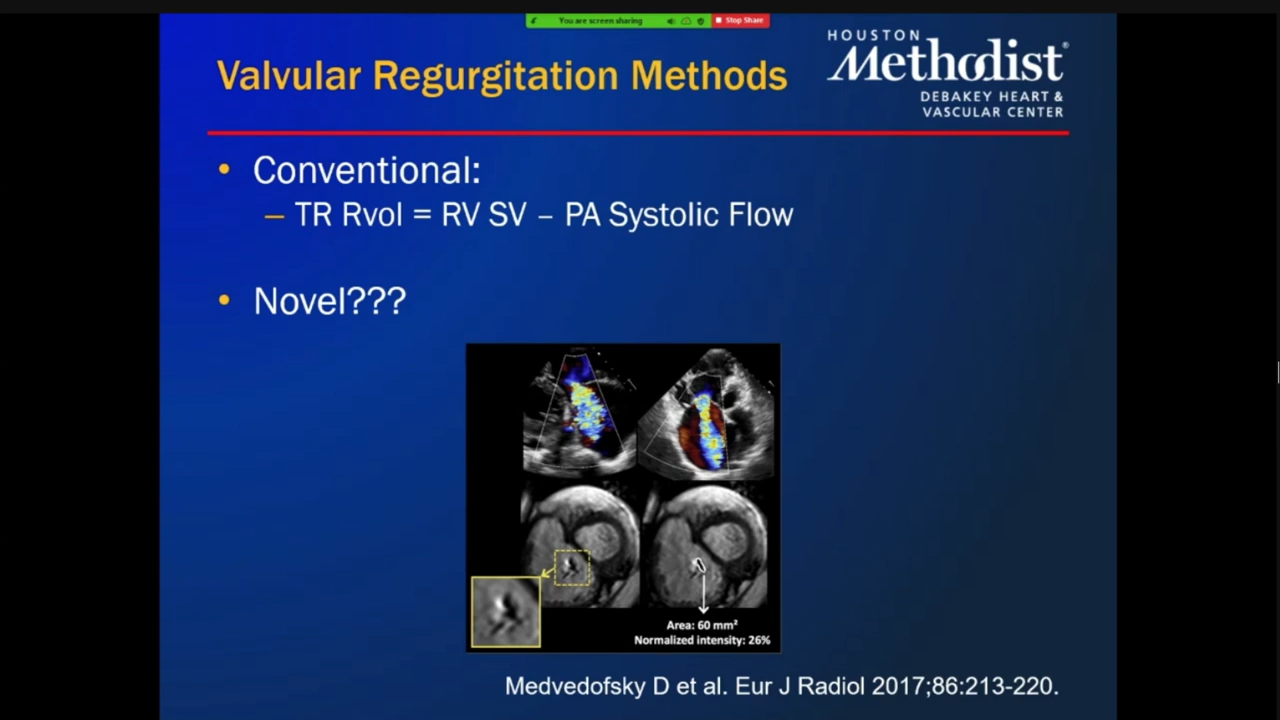 You are screen sharing
Stop Share
HOUSTON
Methodist®
DEBAKEY HEART &
VASCULAR CENTER
Valvular Regurgitation Methods
• Conventional:
– TR Rvol = RV SV – PA Systolic Flow
• Novel???
Area: 60 mm²
Normalized intensity: 26%
Medvedofsky D et al. Eur J Radiol 2017;86:213-220.